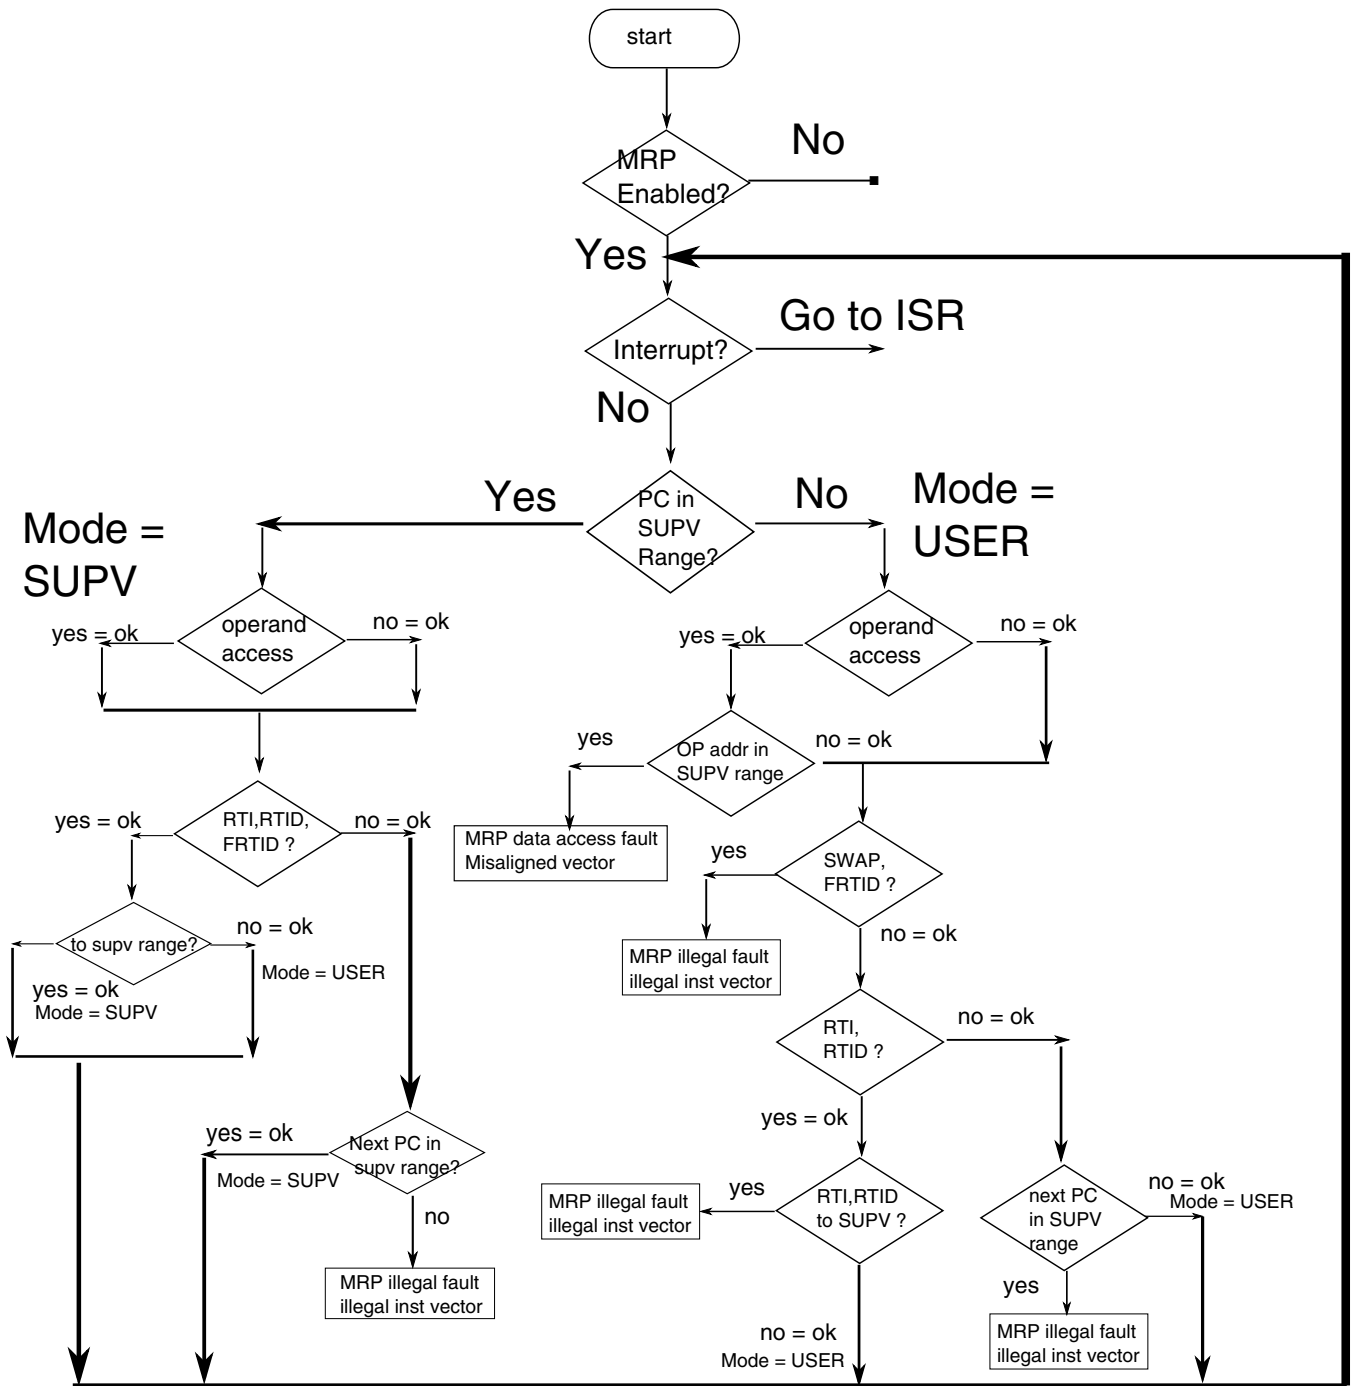 start
MRP
Enabled?
No
Yes
Interrupt?
Go to ISR
No
PC in
SUPV
Range?
Yes
No
Mode =
SUPV
Mode =
USER
operand
access
yes = ok
no = ok
operand
access
yes = ok
no = ok
OP addr in
SUPV range
yes
no = ok
MRP data access fault
Misaligned vector
RTI,RTID,
FRTID ?
yes = ok
no = ok
SWAP,
FRTID ?
yes
no = ok
MRP illegal fault
illegal inst vector
to supv range?
no = ok
Mode = USER
yes = ok
Mode = SUPV
RTI,
RTID ?
no = ok
yes = ok
Next PC in
supv range?
yes = ok
Mode = SUPV
no
MRP illegal fault
illegal inst vector
RTI,RTID
to SUPV ?
yes
MRP illegal fault
illegal inst vector
no = ok
Mode = USER
next PC
in SUPV
range
no = ok
Mode = USER
yes
MRP illegal fault
illegal inst vector